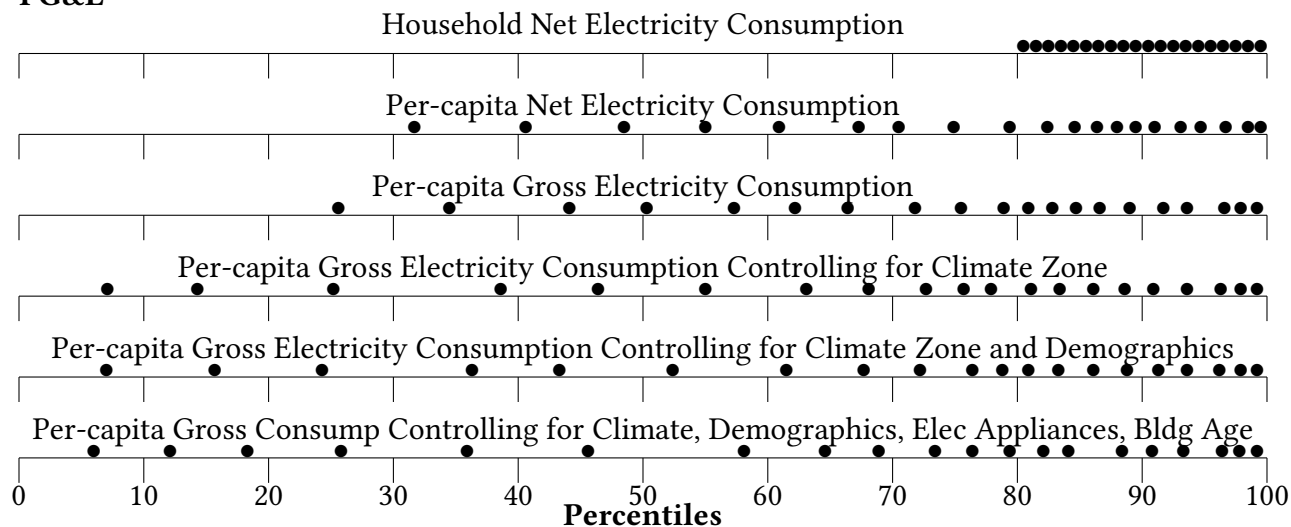 PG&E
Household Net Electricity Consumption
Per-capita Net Electricity Consumption
Per-capita Gross Electricity Consumption
Per-capita Gross Electricity Consumption Controlling for Climate Zone
Per-capita Gross Electricity Consumption Controlling for Climate Zone and Demographics
Per-capita Gross Consump Controlling for Climate, Demographics, Elec Appliances, Bldg Age
0 10 20 30 40 50 60 70 80 90 100
Percentiles